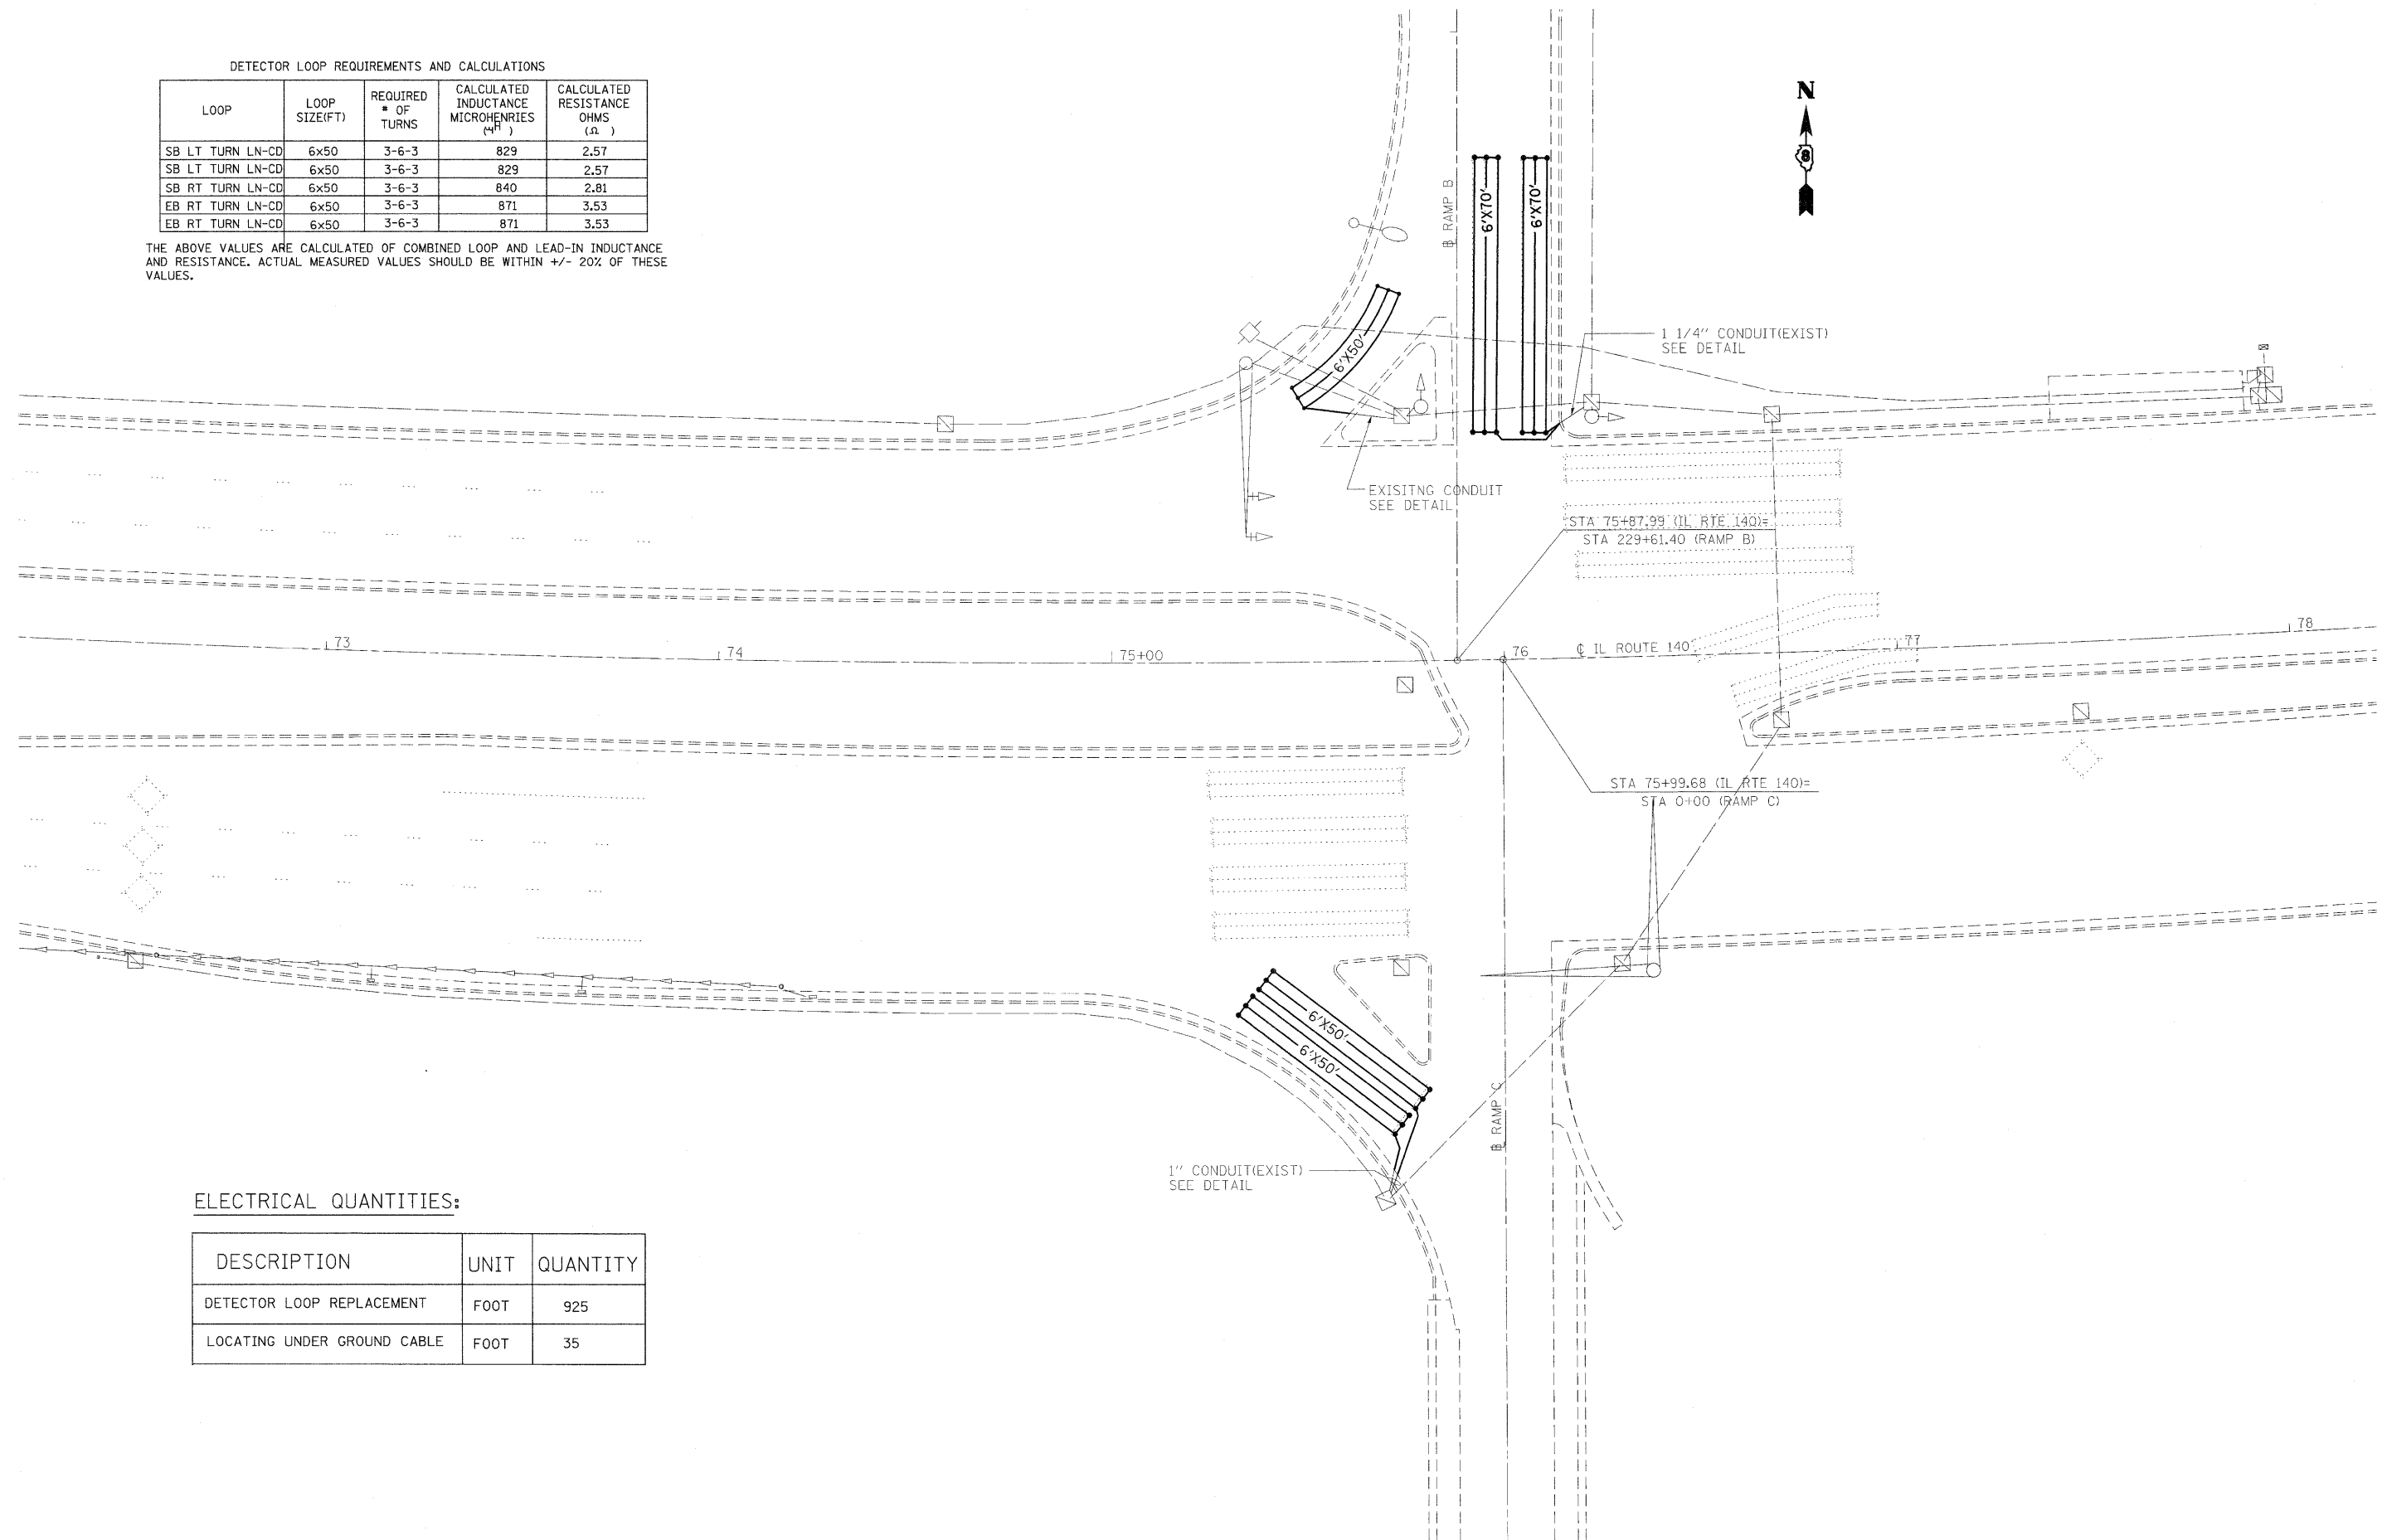 DETECTOR LOOP REQUIREMENTS AND CALCULATIONS
LOOP
LOOP SIZE(FT)
REQUIRED # OF TURNS
CALCULATED INDUCTANCE MICROHENRIES (µH )
CALCULATED RESISTANCE OHMS (Ω )
SB LT TURN LN-CD 6x50 3-6-3 829 2.57
SB LT TURN LN-CD 6x50 3-6-3 829 2.57
SB RT TURN LN-CD 6x50 3-6-3 840 2.81
EB RT TURN LN-CD 6x50 3-6-3 871 3.53
EB RT TURN LN-CD 6x50 3-6-3 871 3.53
THE ABOVE VALUES ARE CALCULATED OF COMBINED LOOP AND LEAD-IN INDUCTANCE
AND RESISTANCE. ACTUAL MEASURED VALUES SHOULD BE WITHIN +/- 20% OF THESE
VALUES.
N
8
B RAMP B
6'X70'
6'X70'
6'X50'
1 1/4" CONDUIT(EXIST)
SEE DETAIL
EXISITNG CONDUIT
SEE DETAIL
STA 75+87.99 (IL RTE 140)=
STA 229+61.40 (RAMP B)
73
74
75+00
76
℄ IL ROUTE 140
77
78
STA 75+99.68 (IL RTE 140)=
STA 0+00 (RAMP C)
6'X50'
6'X50'
B RAMP C
1" CONDUIT(EXIST)
SEE DETAIL
ELECTRICAL QUANTITIES:
DESCRIPTION UNIT QUANTITY
DETECTOR LOOP REPLACEMENT FOOT 925
LOCATING UNDER GROUND CABLE FOOT 35